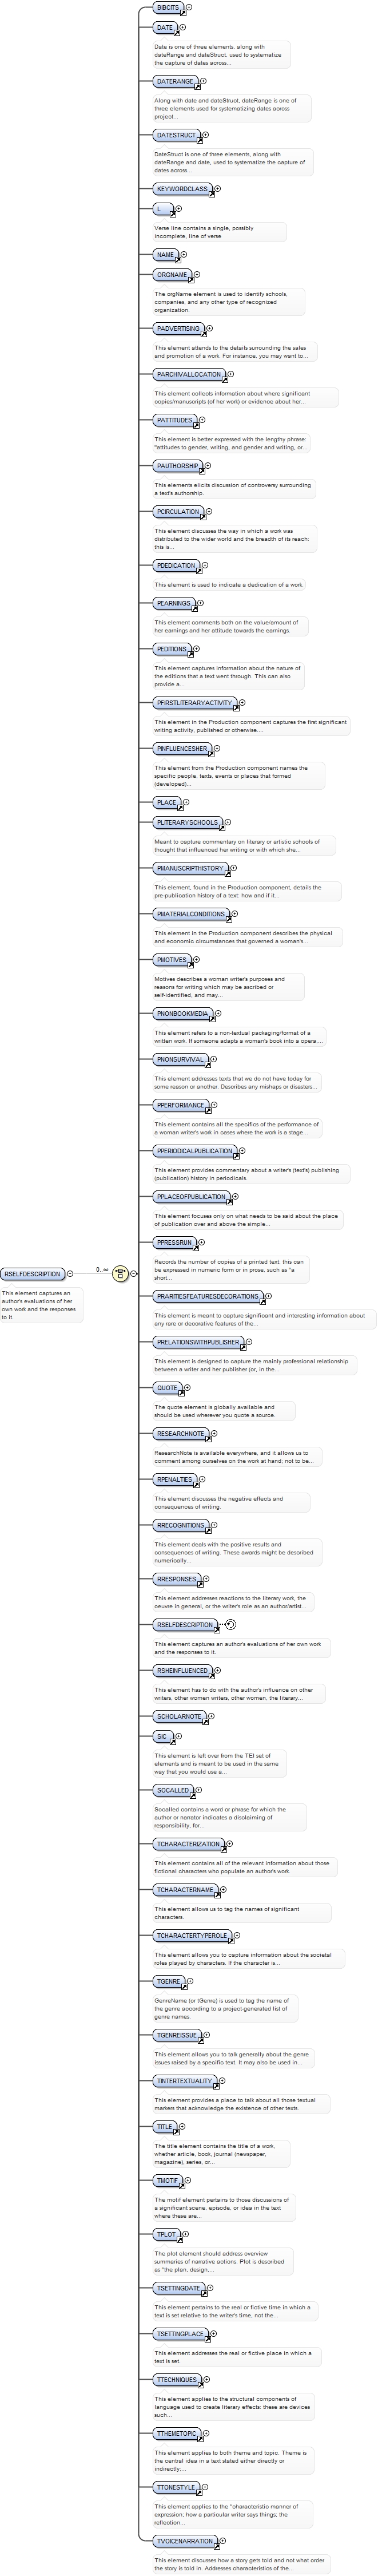 BIBCITS
DATE
Date is one of three elements, along with
dateRange and dateStruct, used to systematize
the capture of dates across...
DATERANGE
Along with date and dateStruct, dateRange is one of
three elements used for systematizing dates across
project...
DATESTRUCT
DateStruct is one of three elements, along with
dateRange and date, used to systematize the capture of
dates across...
KEYWORDCLASS
L
Verse line contains a single, possibly
incomplete, line of verse
NAME
ORGNAME
The orgName element is used to identify schools,
companies, and any other type of recognized
organization.
PADVERTISING
This element attends to the details surrounding the sales
and promotion of a work. For instance, you may want to...
PARCHIVALLOCATION
This element collects information about where significant
copies/manuscripts (of her work) or evidence about her...
PATTITUDES
This element is better expressed with the lengthy phrase:
"attitudes to gender, writing, and gender and writing, or...
PAUTHORSHIP
This elements elicits discussion of controversy surrounding
a text's authorship.
PCIRCULATION
This element discusses the way in which a work was
distributed to the wider world and the breadth of its reach:
this is...
PDEDICATION
This element is used to indicate a dedication of a work.
PEARNINGS
This element comments both on the value/amount of
her earnings and her attitude towards the earnings.
PEDITIONS
This element captures information about the nature of
the editions that a text went through. This can also
provide a...
PFIRSTLITERARYACTIVITY
This element in the Production component captures the first significant
writing activity, published or otherwise....
PINFLUENCESHER
This element from the Production component names the
specific people, texts, events or places that formed
(developed)...
PLACE
PLITERARYSCHOOLS
Meant to capture commentary on literary or artistic schools of
thought that influenced her writing or with which she...
PMANUSCRIPTHISTORY
This element, found in the Production component, details the
pre-publication history of a text: how and if it...
PMATERIALCONDITIONS
This element in the Production component describes the physical
and economic circumstances that governed a woman's...
PMOTIVES
Motives describes a woman writer's purposes and
reasons for writing which may be ascribed or
self-identified, and may...
PNONBOOKMEDIA
This element refers to a non-textual packaging/format of a
written work. If someone adapts a woman's book into a opera,...
PNONSURVIVAL
This element addresses texts that we do not have today for
some reason or another. Describes any mishaps or disasters...
PPERFORMANCE
This element contains all the specifics of the performance of
a woman writer's work in cases where the work is a stage...
PPERIODICALPUBLICATION
This element provides commentary about a writer's (text's) publishing
(publication) history in periodicals.
PPLACEOFPUBLICATION
This element focuses only on what needs to be said about the place
of publication over and above the simple...
PPRESSRUN
Records the number of copies of a printed text; this can
be expressed in numeric form or in prose, such as "a
short...
PRARITIESFEATURESDECORATIONS
This element is meant to capture significant and interesting information about
any rare or decorative features of the...
PRELATIONSWITHPUBLISHER
This element is designed to capture the mainly professional relationship
between a writer and her publisher (or, in the...
RSELFDESCRIPTION
0..∞
This element captures an
author's evaluations of her
own work and the responses
to it.
QUOTE
The quote element is globally available and
should be used wherever you quote a source.
RESEARCHNOTE
ResearchNote is available everywhere, and it allows us to
comment among ourselves on the work at hand; not to be...
RPENALTIES
This element discusses the negative effects and
consequences of writing.
RRECOGNITIONS
This element deals with the positive results and
consequences of writing. These awards might be described
numerically...
RRESPONSES
This element addresses reactions to the literary work, the
oeuvre in general, or the writer's role as an author/artist...
RSELFDESCRIPTION
This element captures an author's evaluations of her own work
and the responses to it.
RSHEINFLUENCED
This element has to do with the author's influence on other
writers, other women writers, other women, the literary...
SCHOLARNOTE
SIC
This element is left over from the TEI set of
elements and is meant to be used in the same
way that you would use a...
SOCALLED
Socalled contains a word or phrase for which the
author or narrator indicates a disclaiming of
responsibility, for...
TCHARACTERIZATION
This element contains all of the relevant information about those
fictional characters who populate an author's work.
TCHARACTERNAME
This element allows us to tag the names of significant
characters.
TCHARACTERTYPEROLE
This element allows you to capture information about the societal
roles played by characters. If the character is...
TGENRE
GenreName (or tGenre) is used to tag the name of
the genre according to a project-generated list of
genre names.
TGENREISSUE
This element allows you to talk generally about the genre
issues raised by a specific text. It may also be used in...
TINTERTEXTUALITY
This element provides a place to talk about all those textual
markers that acknowledge the existence of other texts.
TITLE
The title element contains the title of a work,
whether article, book, journal (newspaper,
magazine), series, or...
TMOTIF
The motif element pertains to those discussions of
a significant scene, episode, or idea in the text
where these are...
TPLOT
The plot element should address overview
summaries of narrative actions. Plot is described
as "the plan, design,...
TSETTINGDATE
This element pertains to the real or fictive time in which a
text is set relative to the writer's time, not the...
TSETTINGPLACE
This element addresses the real or fictive place in which a
text is set.
TTECHNIQUES
This element applies to the structural components of
language used to create literary effects: these are devices
such...
TTHEMETOPIC
This element applies to both theme and topic. Theme is
the central idea in a text stated either directly or
indirectly;...
TTONESTYLE
This element applies to the "characteristic manner of
expression; how a particular writer says things; the
reflection...
TVOICENARRATION
This element discusses how a story gets told and not what order
the story is told in. Addresses characteristics of the...